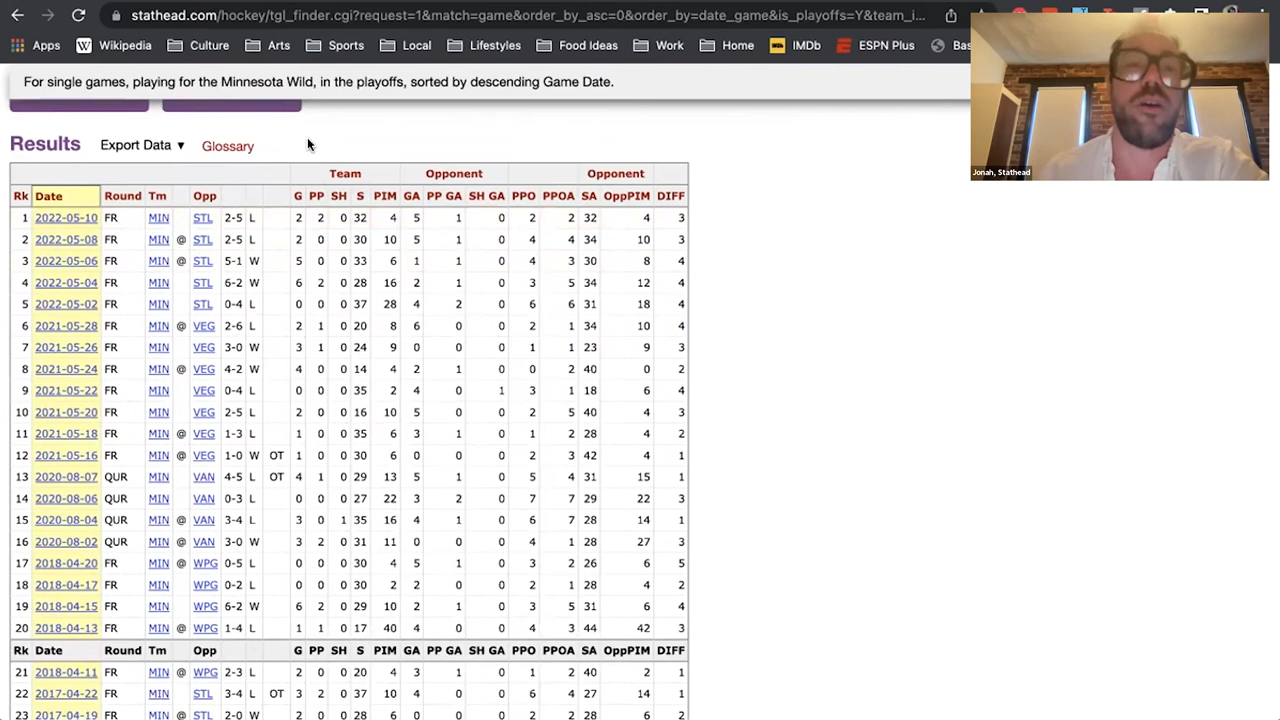 stathead.com/hockey/tgl_finder.cgi?request=1&match=game&order_by_asc=0&order_by=date_game&is_playoffs=Y&team_i...
Apps Wikipedia Culture Arts Sports Local Lifestyles Food Ideas Work Home IMDb ESPN Plus Bas
For single games, playing for the Minnesota Wild, in the playoffs, sorted by descending Game Date.
Jonah, Stathead
Results Export Data ▼ Glossary
Team Opponent Opponent
Rk Date Round Tm Opp G PP SH S PIM GA PP GA SH GA PPO PPOA SA OppPIM DIFF
1 2022-05-10 FR MIN STL 2-5 L 2 2 0 32 4 5 1 0 2 2 32 4 3
2 2022-05-08 FR MIN @ STL 2-5 L 2 0 0 30 10 5 1 0 4 4 34 10 3
3 2022-05-06 FR MIN @ STL 5-1 W 5 0 0 33 6 1 1 0 4 3 30 8 4
4 2022-05-04 FR MIN STL 6-2 W 6 2 0 28 16 2 1 0 3 5 34 12 4
5 2022-05-02 FR MIN STL 0-4 L 0 0 0 37 28 4 2 0 6 6 31 18 4
6 2021-05-28 FR MIN @ VEG 2-6 L 2 1 0 20 8 6 0 0 2 1 34 10 4
7 2021-05-26 FR MIN VEG 3-0 W 3 1 0 24 9 0 0 0 1 1 23 9 3
8 2021-05-24 FR MIN @ VEG 4-2 W 4 0 0 14 4 2 1 0 0 2 40 0 2
9 2021-05-22 FR MIN VEG 0-4 L 0 0 0 35 2 4 0 1 3 1 18 6 4
10 2021-05-20 FR MIN VEG 2-5 L 2 0 0 16 10 5 0 0 2 5 40 4 3
11 2021-05-18 FR MIN @ VEG 1-3 L 1 0 0 35 6 3 1 0 1 2 28 4 2
12 2021-05-16 FR MIN @ VEG 1-0 W OT 1 0 0 30 6 0 0 0 2 3 42 4 1
13 2020-08-07 QUR MIN VAN 4-5 L OT 4 1 0 29 13 5 1 0 5 4 31 15 1
14 2020-08-06 QUR MIN VAN 0-3 L 0 0 0 27 22 3 2 0 7 7 29 22 3
15 2020-08-04 QUR MIN @ VAN 3-4 L 3 0 1 35 16 4 1 0 6 7 28 14 1
16 2020-08-02 QUR MIN @ VAN 3-0 W 3 2 0 31 11 0 0 0 4 1 28 27 3
17 2018-04-20 FR MIN @ WPG 0-5 L 0 0 0 30 4 5 1 0 3 2 26 6 5
18 2018-04-17 FR MIN WPG 0-2 L 0 0 0 30 2 2 0 0 2 1 28 4 2
19 2018-04-15 FR MIN WPG 6-2 W 6 2 0 29 10 2 1 0 3 5 31 6 4
20 2018-04-13 FR MIN @ WPG 1-4 L 1 1 0 17 40 4 0 0 4 3 44 42 3
Rk Date Round Tm Opp G PP SH S PIM GA PP GA SH GA PPO PPOA SA OppPIM DIFF
21 2018-04-11 FR MIN @ WPG 2-3 L 2 0 0 20 4 3 1 0 1 2 40 2 1
22 2017-04-22 FR MIN STL 3-4 L OT 3 2 0 37 10 4 0 0 6 4 27 14 1
23 2017-04-19 FR MIN @ STL 2-0 W 2 0 0 28 6 0 0 0 2 2 28 6 2